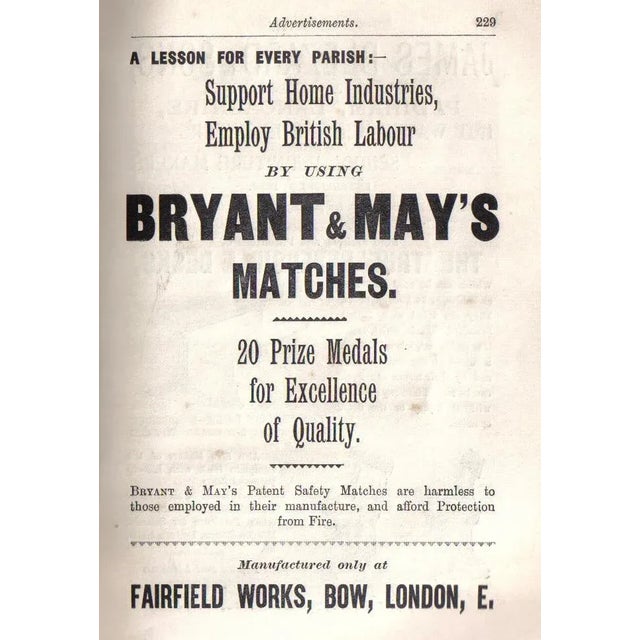 Advertisements. 229
A LESSON FOR EVERY PARISH:—
Support Home Industries,
Employ British Labour
BY USING
BRYANT & MAY'S
MATCHES.
20 Prize Medals
for Excellence
of Quality.
BRYANT & MAY'S Patent Safety Matches are harmless to
those employed in their manufacture, and afford Protection
from Fire.
Manufactured only at
FAIRFIELD WORKS, BOW, LONDON, E.